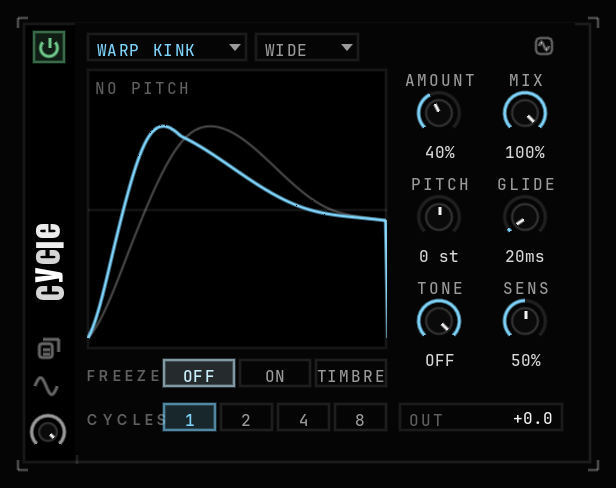 WARP KINK WIDE
NO PITCH
AMOUNT MIX
40% 100%
PITCH GLIDE
0 st 20ms
TONE SENS
OFF 50%
cycle
FREEZE OFF ON TIMBRE
CYCLES 1 2 4 8 OUT +0.0